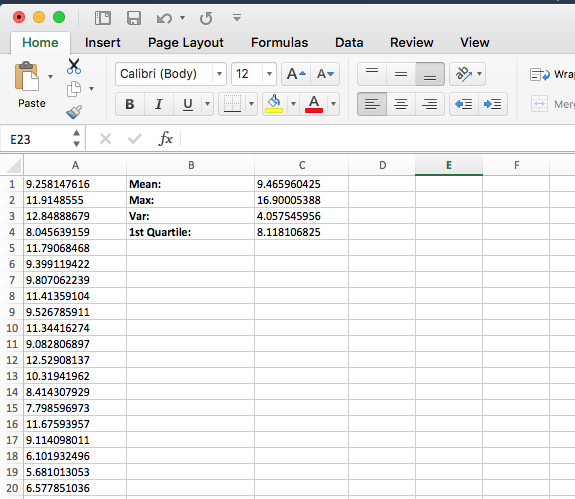 Home Insert Page Layout Formulas Data Review View
Paste
Calibri (Body) 12 A A
B I U A
Wrap
Merg
E23 fx
A B C D E F
1 9.258147616 Mean: 9.465960425
2 11.9148555 Max: 16.90005388
3 12.84888679 Var: 4.057545956
4 8.045639159 1st Quartile: 8.118106825
5 11.79068468
6 9.399119422
7 9.807062239
8 11.41359104
9 9.526785911
10 11.34416274
11 9.082806897
12 12.52908137
13 10.31941962
14 8.414307929
15 7.798596973
16 11.67593957
17 9.114098011
18 6.101932496
19 5.681013053
20 6.577851036